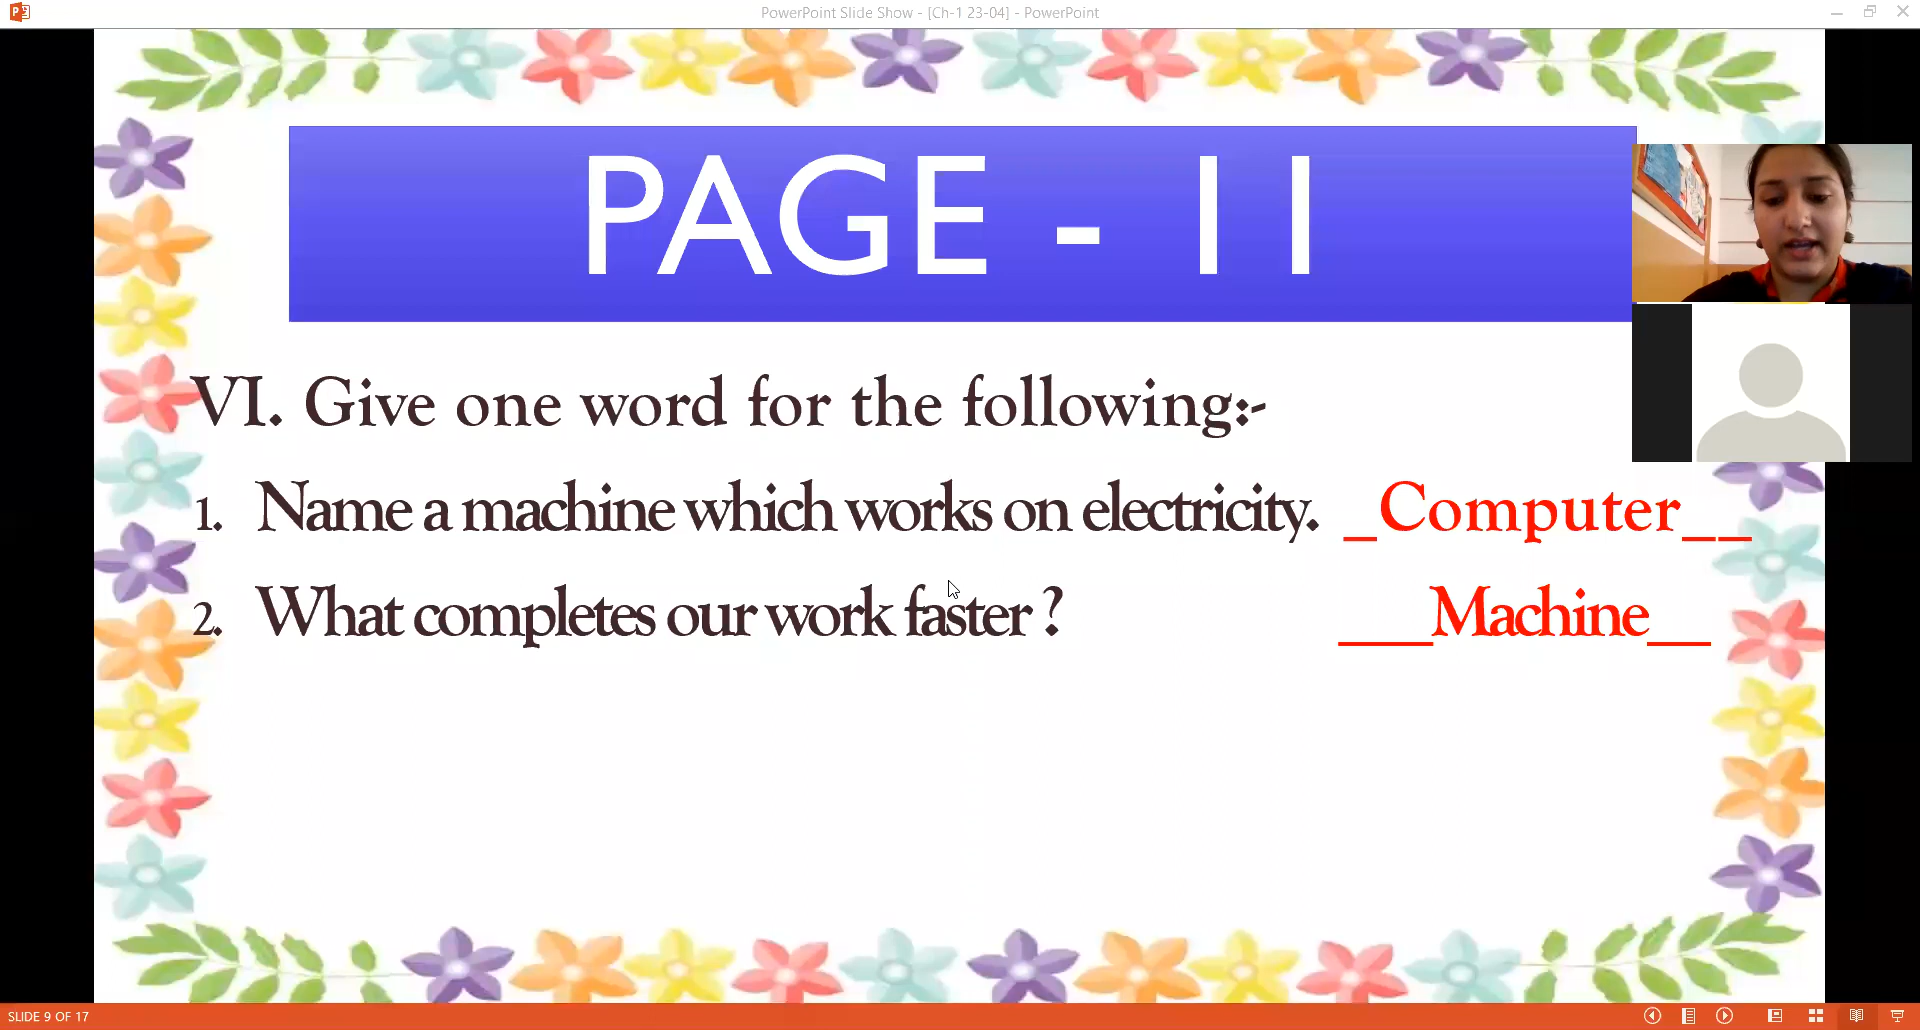 PowerPoint Slide Show - [Ch-1 23-04] - PowerPoint
PAGE - 11
VI. Give one word for the following:-
1. Name a machine which works on electricity. _Computer__
2. What completes our work faster ? ___Machine__
SLIDE 9 OF 17